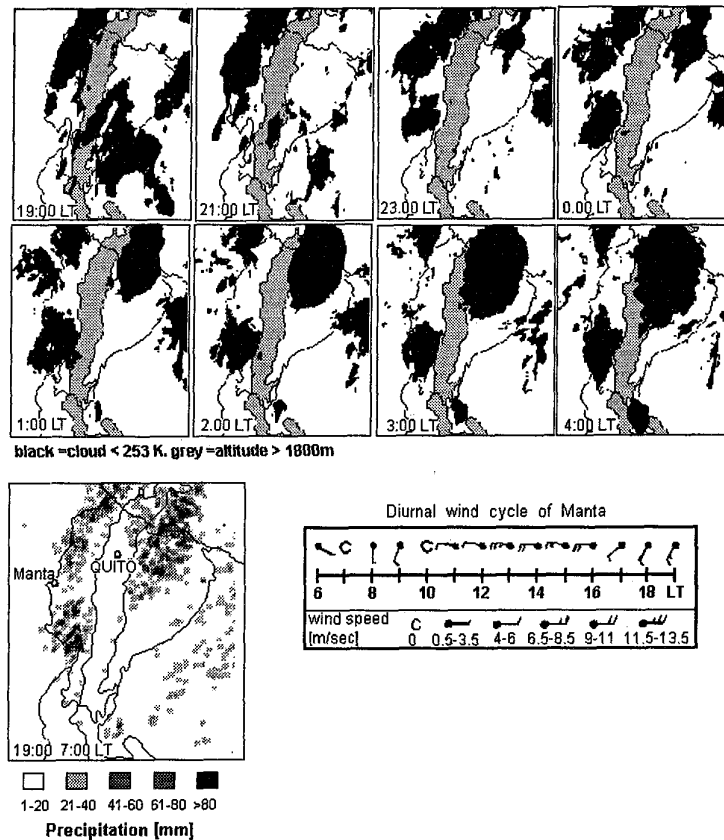 19:00 LT
21:00 LT
23.00 LT
0.00 LT
1:00 LT
2.00 LT
3:00 LT
4:00 LT
black =cloud < 253 K. grey =altitude > 1800m
Manta
QUITO
19:00 7:00 LT
1-20 21-40 41-60 61-80 >80
Precipitation [mm]
Diurnal wind cycle of Manta
C C
6 8 10 12 14 16 18 LT
wind speed
[m/sec]
C
0 0.5-3.5 4-6 6.5-8.5 9-11 11.5-13.5